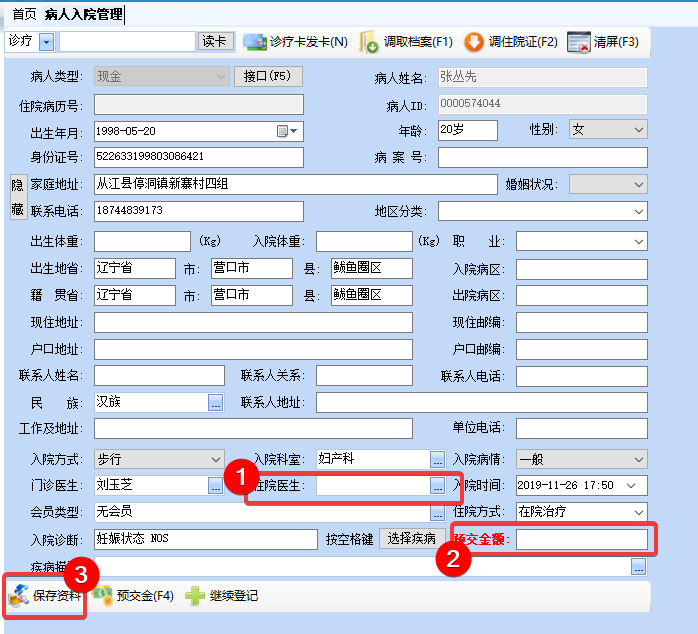 首页 病人入院管理
诊疗 读卡 诊疗卡发卡(N) 调取档案(F1) 调住院证(F2) 清屏(F3)
病人类型: 现金 接口(F5) 病人姓名: 张丛先
住院病历号: 病人ID: 0000574044
出生年月: 1998-05-20 年龄: 20岁 性别: 女
身份证号: 522633199803086421 病 案 号:
隐藏 家庭地址: 从江县停洞镇新寨村四组 婚姻状况:
联系电话: 18744839173 地区分类:
出生体重: (Kg) 入院体重: (Kg) 职 业:
出生地省: 辽宁省 市: 营口市 县: 鲅鱼圈区 入院病区:
籍 贯省: 辽宁省 市: 营口市 县: 鲅鱼圈区 出院病区:
现住地址: 现住邮编:
户口地址: 户口邮编:
联系人姓名: 联系人关系: 联系人电话:
民 族: 汉族 ... 联系人地址:
工作及地址: 单位电话:
入院方式: 步行 入院科室: 妇产科 ... 入院病情: 一般
门诊医生: 刘玉芝 ... 1 住院医生: ... 入院时间: 2019-11-26 17:50
会员类型: 无会员 ... 住院方式: 在院治疗
入院诊断: 妊娠状态 NOS 按空格键 选择疾病 2 预交金额:
疾病描 ...
3 保存资料 预交金(F4) 继续登记